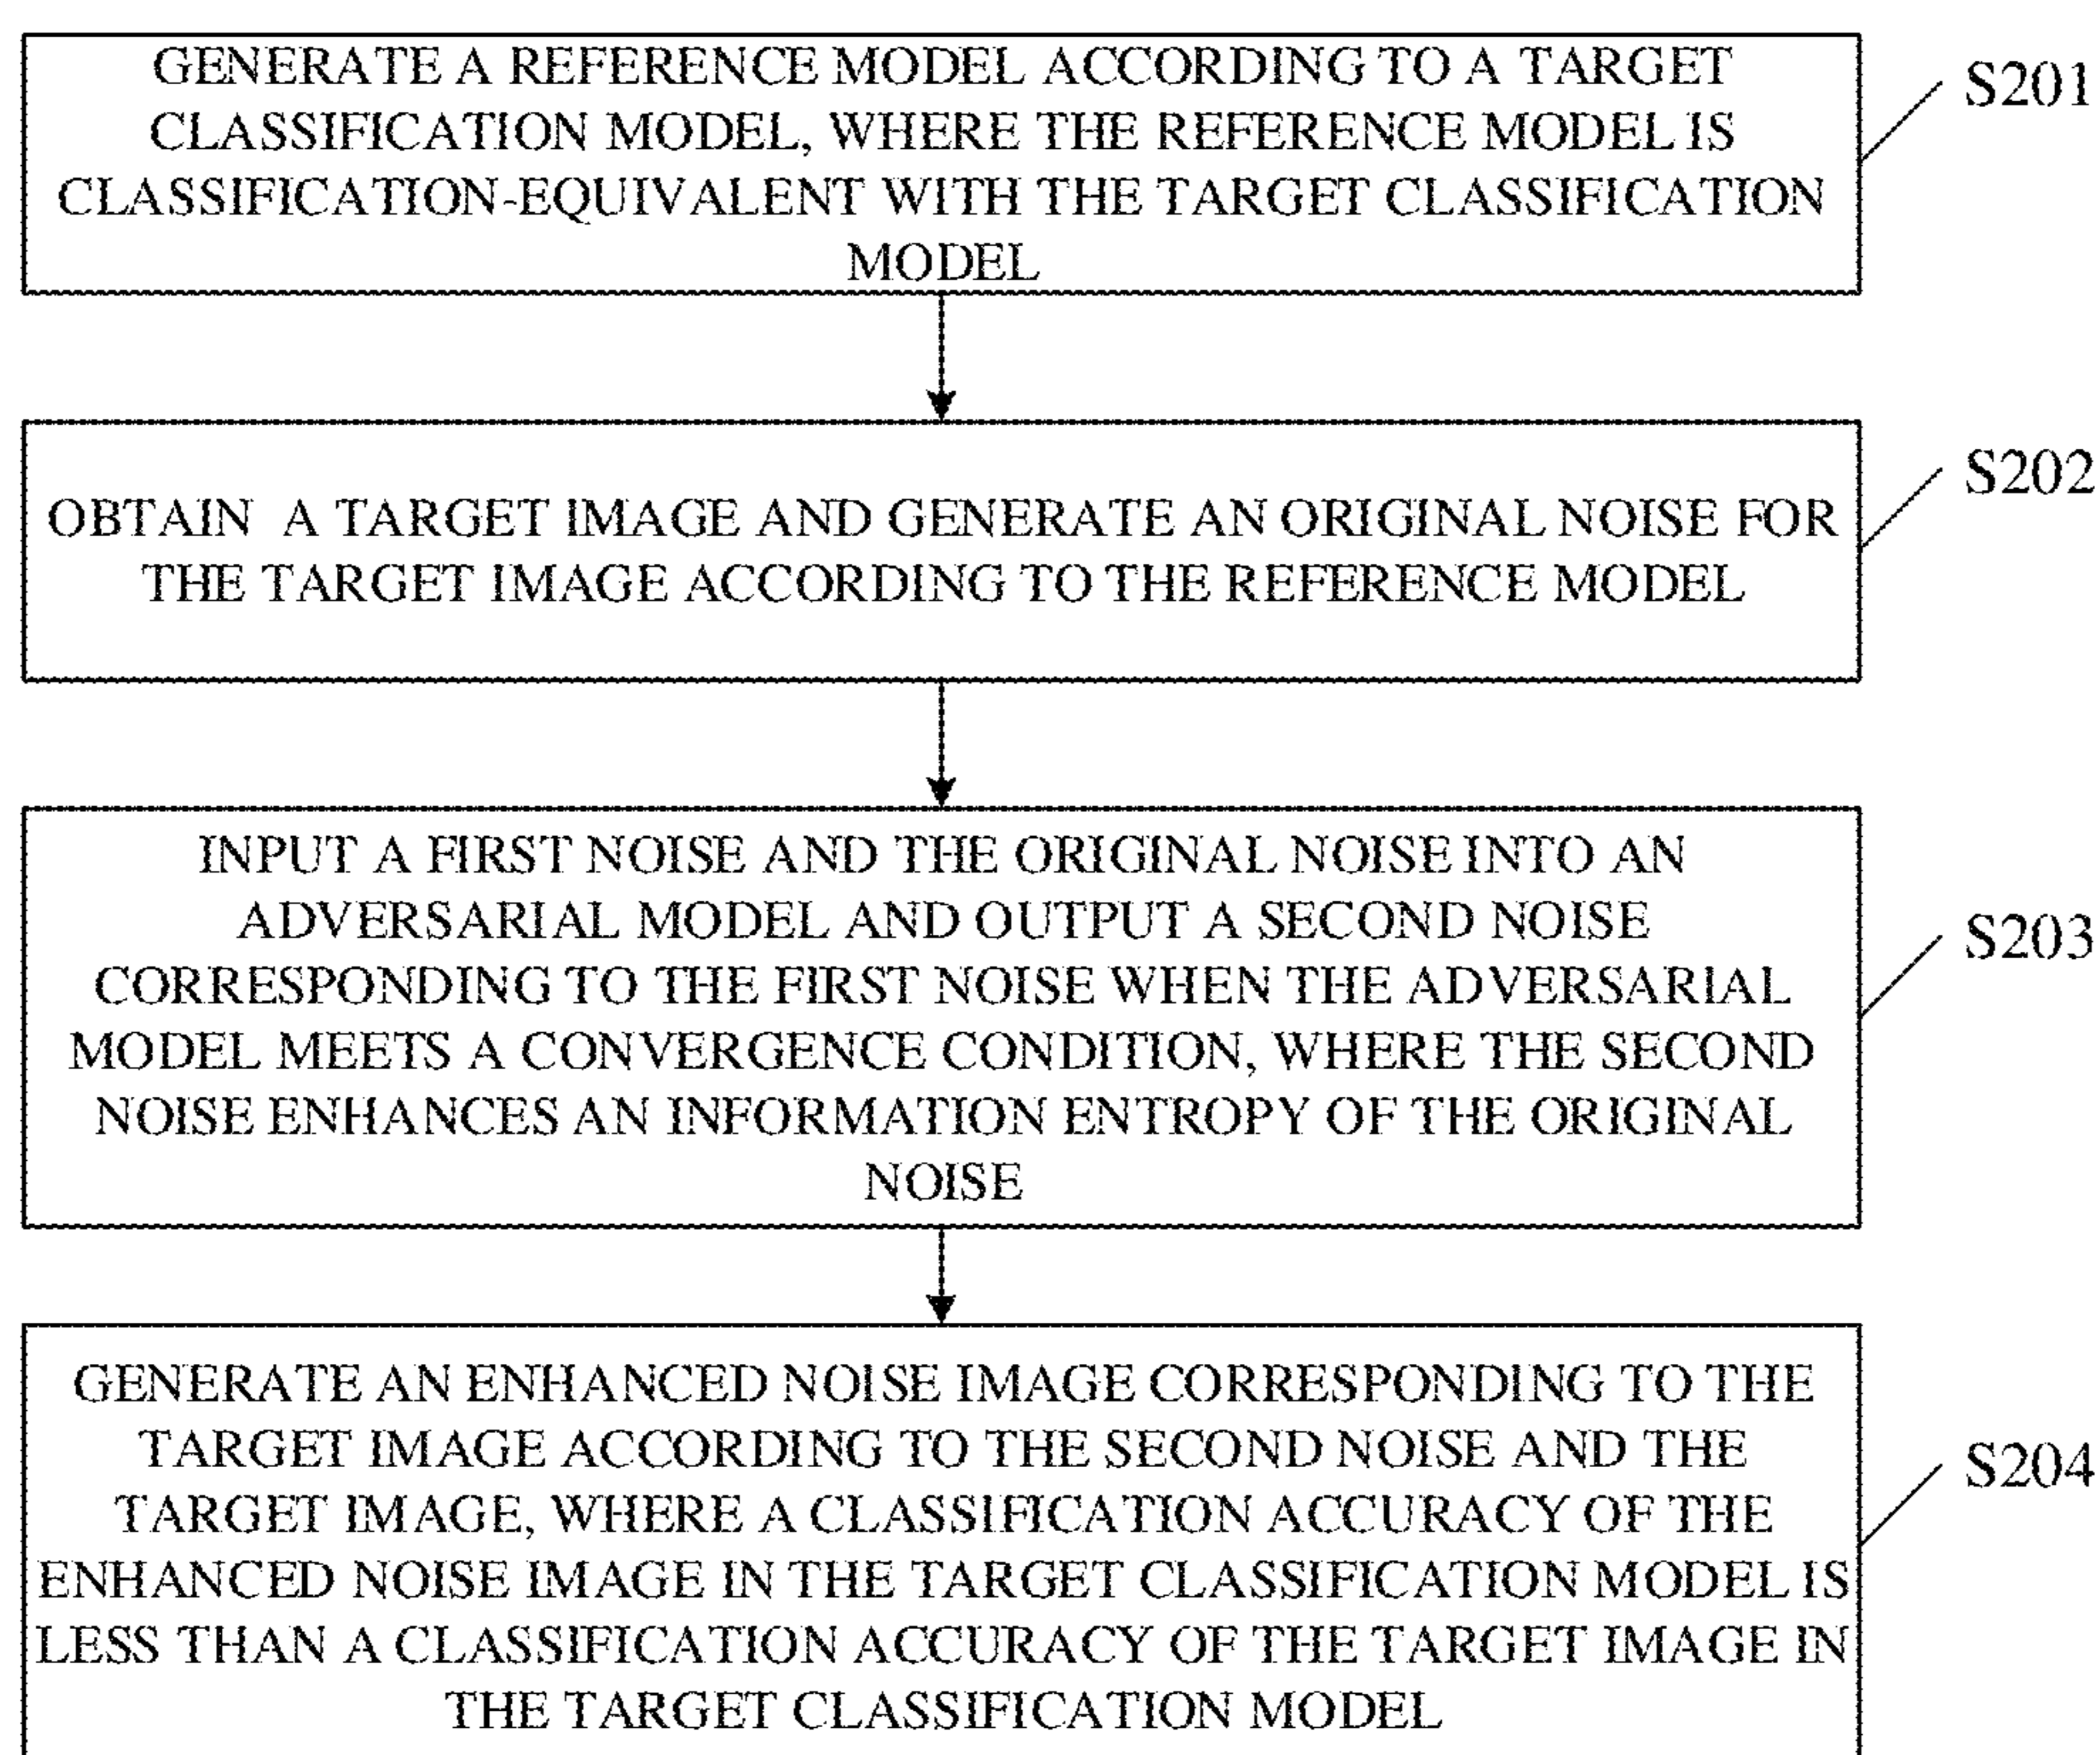 GENERATE A REFERENCE MODEL ACCORDING TO A TARGET
CLASSIFICATION MODEL, WHERE THE REFERENCE MODEL IS
CLASSIFICATION-EQUIVALENT WITH THE TARGET CLASSIFICATION
MODEL
S201
OBTAIN A TARGET IMAGE AND GENERATE AN ORIGINAL NOISE FOR
THE TARGET IMAGE ACCORDING TO THE REFERENCE MODEL
S202
INPUT A FIRST NOISE AND THE ORIGINAL NOISE INTO AN
ADVERSARIAL MODEL AND OUTPUT A SECOND NOISE
CORRESPONDING TO THE FIRST NOISE WHEN THE ADVERSARIAL
MODEL MEETS A CONVERGENCE CONDITION, WHERE THE SECOND
NOISE ENHANCES AN INFORMATION ENTROPY OF THE ORIGINAL
NOISE
S203
GENERATE AN ENHANCED NOISE IMAGE CORRESPONDING TO THE
TARGET IMAGE ACCORDING TO THE SECOND NOISE AND THE
TARGET IMAGE, WHERE A CLASSIFICATION ACCURACY OF THE
ENHANCED NOISE IMAGE IN THE TARGET CLASSIFICATION MODEL IS
LESS THAN A CLASSIFICATION ACCURACY OF THE TARGET IMAGE IN
THE TARGET CLASSIFICATION MODEL
S204